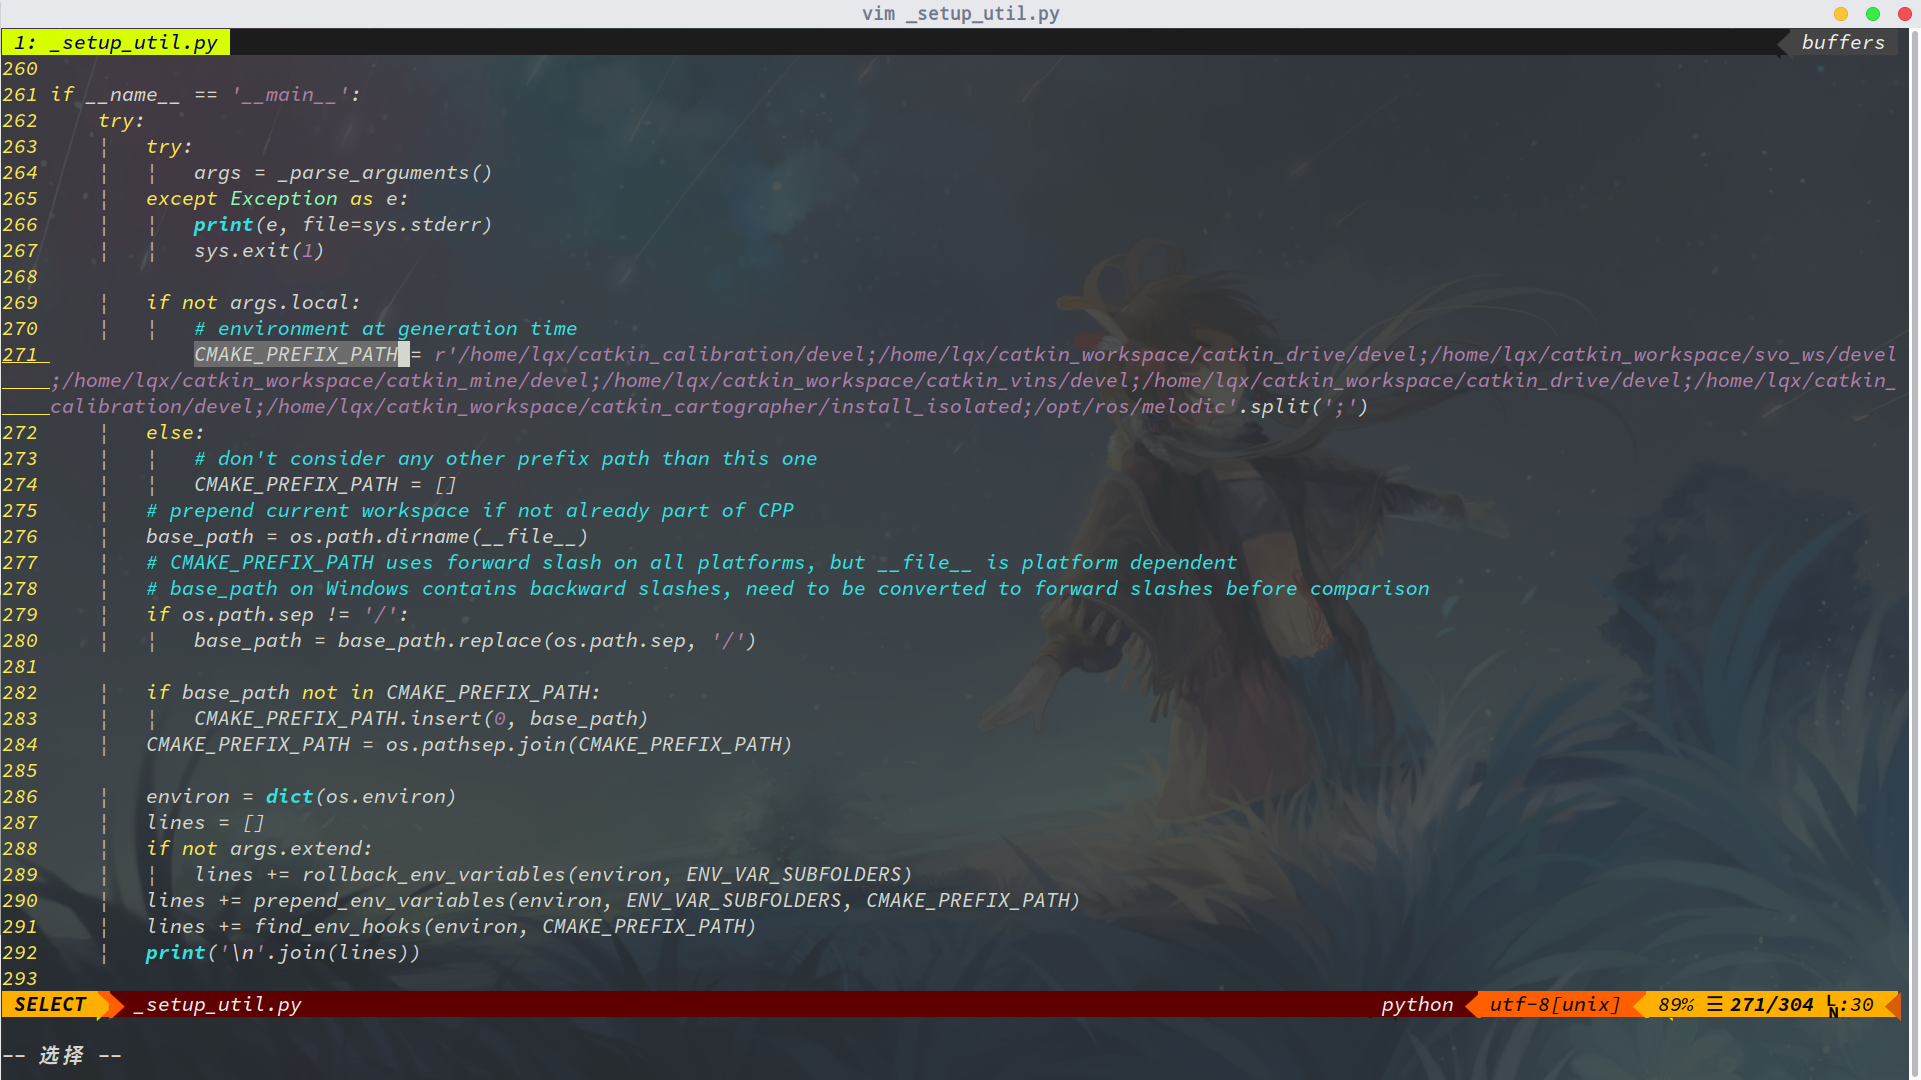 vim _setup_util.py
1: _setup_util.py buffers
260
261 if __name__ == '__main__':
262     try:
263     ¦   try:
264     ¦   ¦   args = _parse_arguments()
265     ¦   except Exception as e:
266     ¦   ¦   print(e, file=sys.stderr)
267     ¦   ¦   sys.exit(1)
268
269     ¦   if not args.local:
270     ¦   ¦   # environment at generation time
271             CMAKE_PREFIX_PATH = r'/home/lqx/catkin_calibration/devel;/home/lqx/catkin_workspace/catkin_drive/devel;/home/lqx/catkin_workspace/svo_ws/devel
;/home/lqx/catkin_workspace/catkin_mine/devel;/home/lqx/catkin_workspace/catkin_vins/devel;/home/lqx/catkin_workspace/catkin_drive/devel;/home/lqx/catkin_
calibration/devel;/home/lqx/catkin_workspace/catkin_cartographer/install_isolated;/opt/ros/melodic'.split(';')
272     ¦   else:
273     ¦   ¦   # don't consider any other prefix path than this one
274     ¦   ¦   CMAKE_PREFIX_PATH = []
275     ¦   # prepend current workspace if not already part of CPP
276     ¦   base_path = os.path.dirname(__file__)
277     ¦   # CMAKE_PREFIX_PATH uses forward slash on all platforms, but __file__ is platform dependent
278     ¦   # base_path on Windows contains backward slashes, need to be converted to forward slashes before comparison
279     ¦   if os.path.sep != '/':
280     ¦   ¦   base_path = base_path.replace(os.path.sep, '/')
281
282     ¦   if base_path not in CMAKE_PREFIX_PATH:
283     ¦   ¦   CMAKE_PREFIX_PATH.insert(0, base_path)
284     ¦   CMAKE_PREFIX_PATH = os.pathsep.join(CMAKE_PREFIX_PATH)
285
286     ¦   environ = dict(os.environ)
287     ¦   lines = []
288     ¦   if not args.extend:
289     ¦   ¦   lines += rollback_env_variables(environ, ENV_VAR_SUBFOLDERS)
290     ¦   lines += prepend_env_variables(environ, ENV_VAR_SUBFOLDERS, CMAKE_PREFIX_PATH)
291     ¦   lines += find_env_hooks(environ, CMAKE_PREFIX_PATH)
292     ¦   print('\n'.join(lines))
293
SELECT _setup_util.py python utf-8[unix] 89% ☰ 271/304 LN:30
-- 选择 --